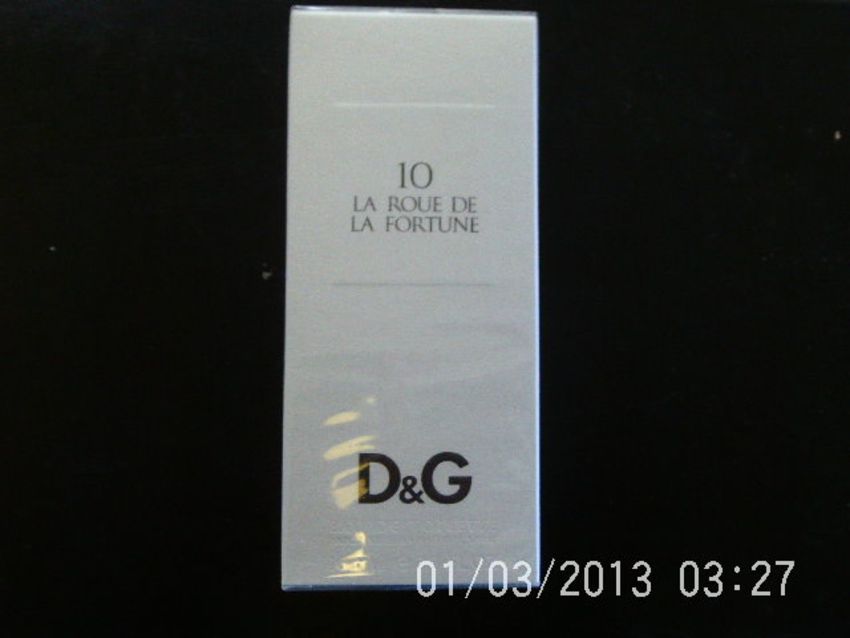 10
LA ROUE DE
LA FORTUNE
D&G
01/03/2013 03:27